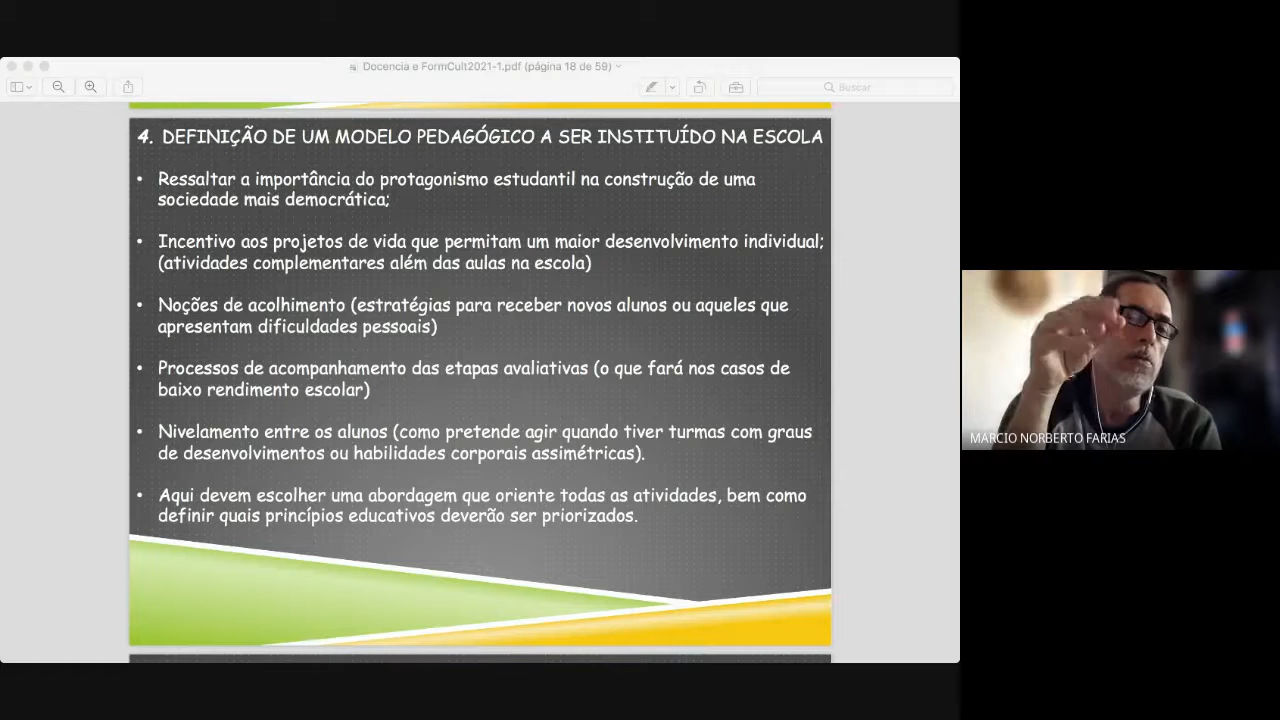 Docencia e FormCult2021-1.pdf (página 18 de 59)
Buscar
4. DEFINIÇÃO DE UM MODELO PEDAGÓGICO A SER INSTITUÍDO NA ESCOLA
• Ressaltar a importância do protagonismo estudantil na construção de uma
sociedade mais democrática;
• Incentivo aos projetos de vida que permitam um maior desenvolvimento individual;
(atividades complementares além das aulas na escola)
• Noções de acolhimento (estratégias para receber novos alunos ou aqueles que
apresentam dificuldades pessoais)
• Processos de acompanhamento das etapas avaliativas (o que fará nos casos de
baixo rendimento escolar)
• Nivelamento entre os alunos (como pretende agir quando tiver turmas com graus
de desenvolvimentos ou habilidades corporais assimétricas).
• Aqui devem escolher uma abordagem que oriente todas as atividades, bem como
definir quais princípios educativos deverão ser priorizados.
MARCIO NORBERTO FARIAS